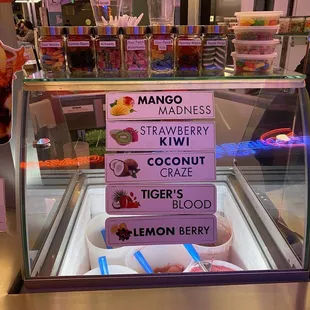 MANGO
MADNESS
STRAWBERRY
KIWI
COCONUT
CRAZE
TIGER'S
BLOOD
LEMON BERRY